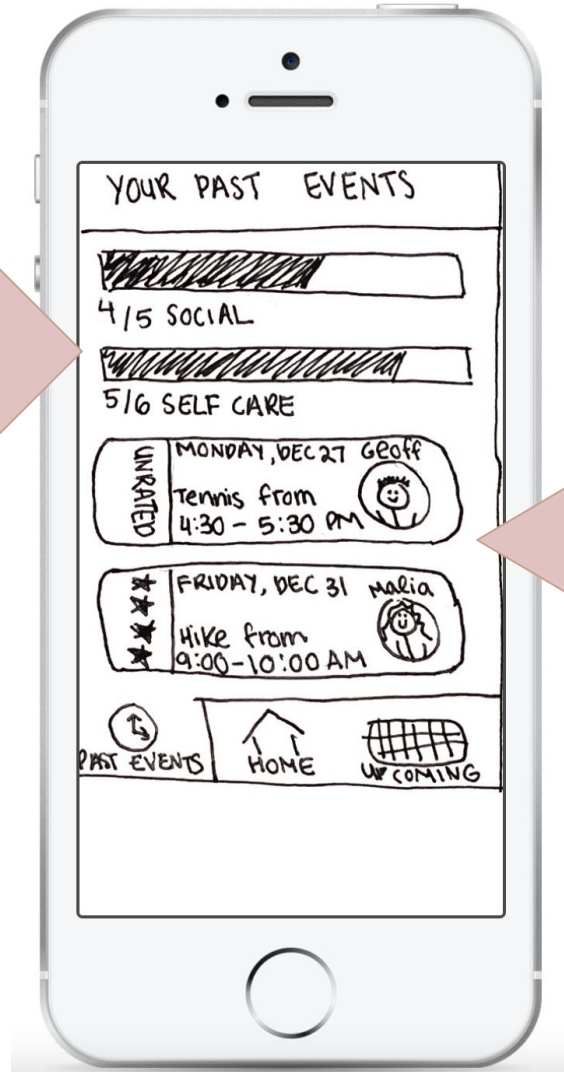 YOUR PAST EVENTS
4/5 SOCIAL
5/6 SELF CARE
UNRATED
MONDAY, DEC 27 Geoff
Tennis from
4:30 - 5:30 PM
FRIDAY, DEC 31 Malia
Hike from
9:00-10:00 AM
PAST EVENTS
HOME
UPCOMING